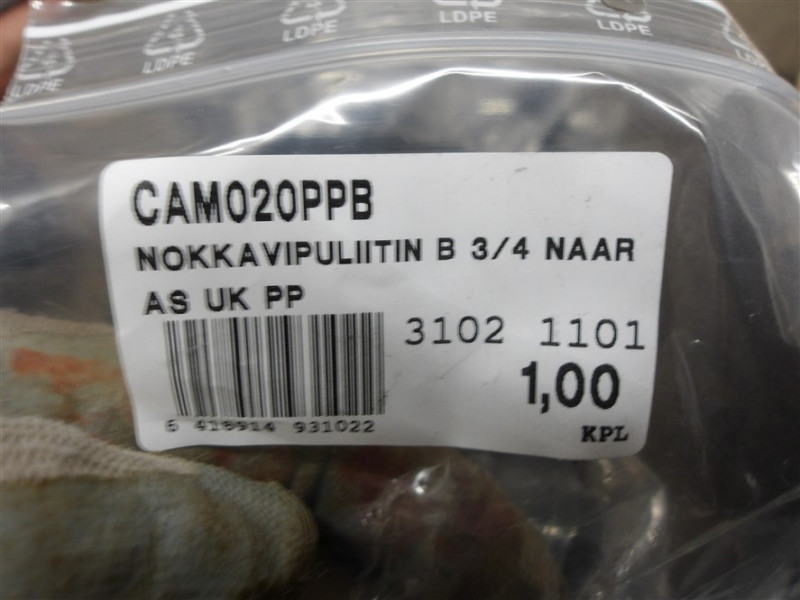 LDPE
LDPE
LDPE
LDPE
LDPE
CAM020PPB
NOKKAVIPULIITIN B 3/4 NAAR
AS UK PP
3102 1101
1,00
6 418914 931022
KPL